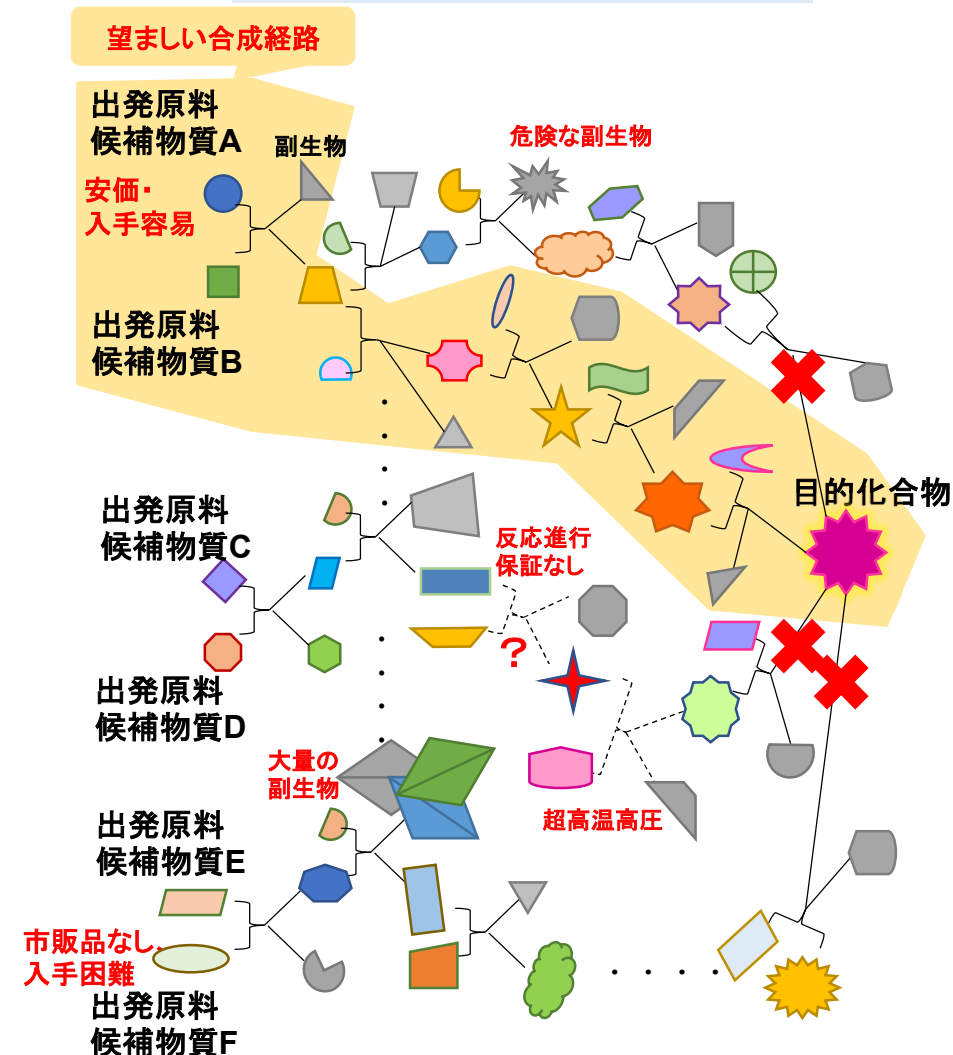 望ましい合成経路
出発原料
候補物質A
副生物
危険な副生物
安価・
入手容易
出発原料
候補物質B
目的化合物
出発原料
候補物質C
反応進行
保証なし
?
出発原料
候補物質D
大量の
副生物
超高温高圧
出発原料
候補物質E
市販品なし、
入手困難
出発原料
候補物質F